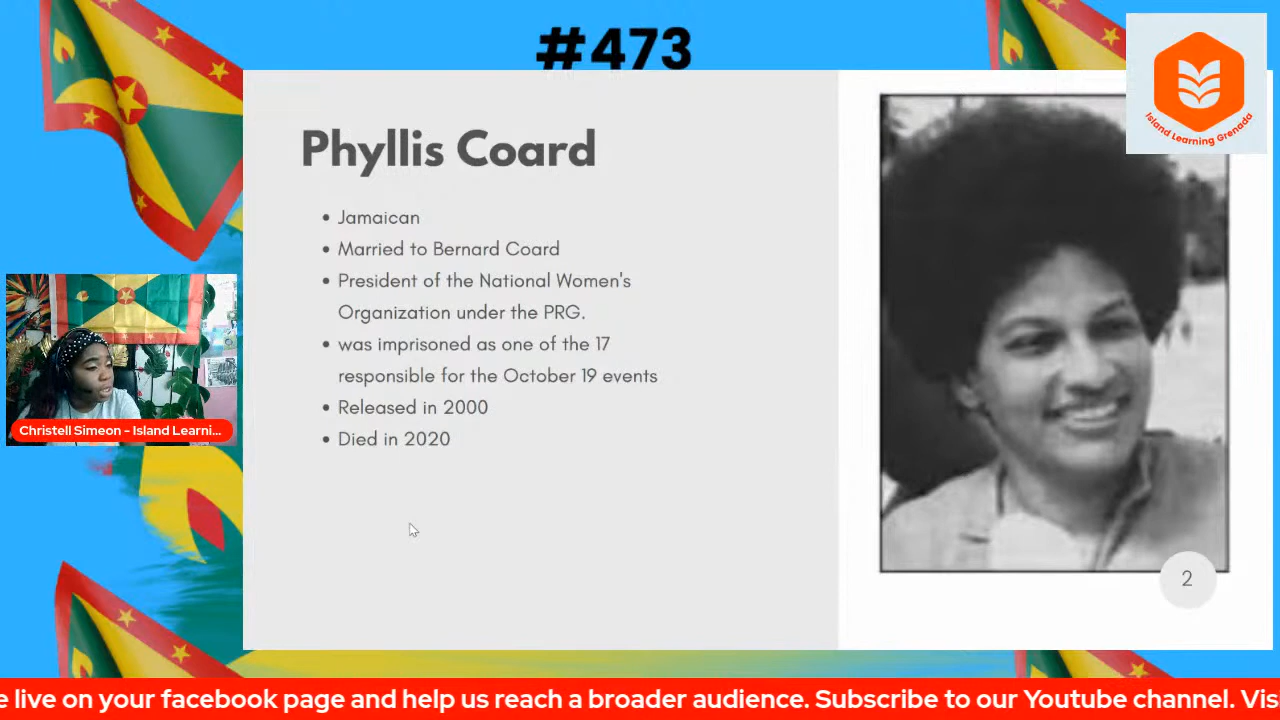 #473
Island Learning Grenada
Phyllis Coard
Jamaican
Married to Bernard Coard
President of the National Women's
Organization under the PRG.
was imprisoned as one of the 17
responsible for the October 19 events
Released in 2000
Died in 2020
Christell Simeon - Island Learni...
2
e live on your facebook page and help us reach a broader audience. Subscribe to our Youtube channel. Vis